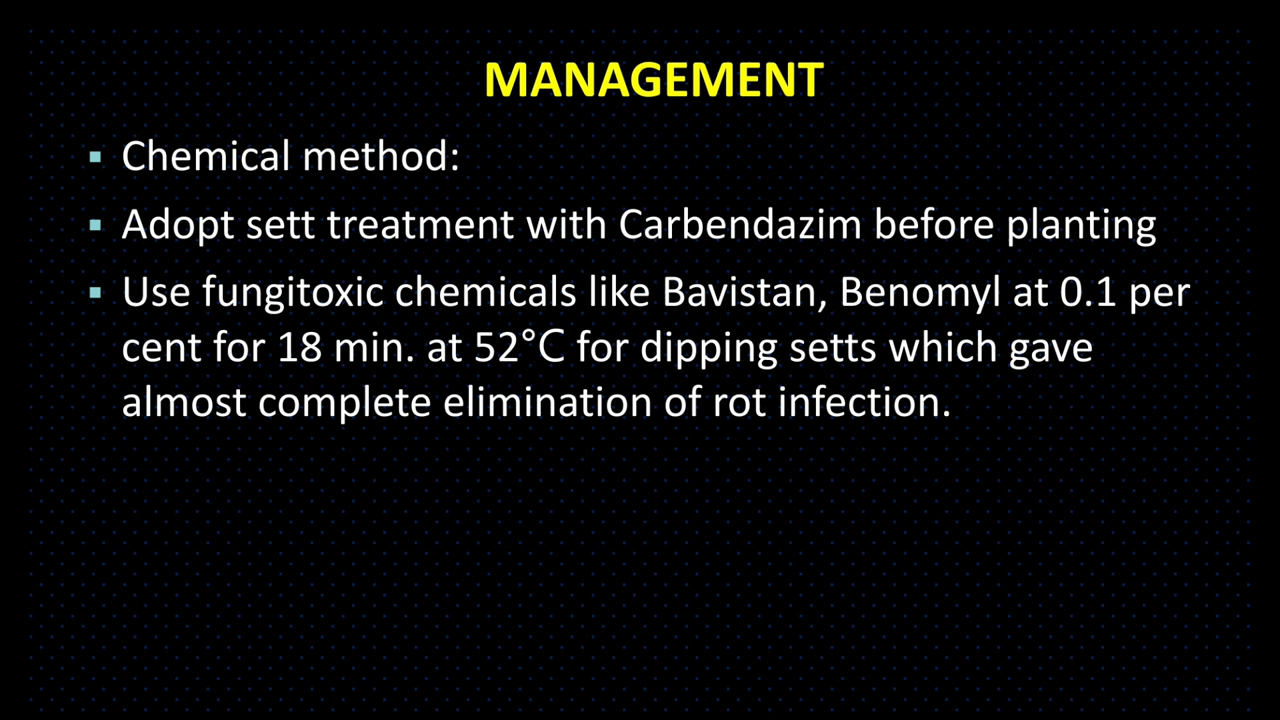 MANAGEMENT
▪ Chemical method:
▪ Adopt sett treatment with Carbendazim before planting
▪ Use fungitoxic chemicals like Bavistan, Benomyl at 0.1 per
cent for 18 min. at 52°C for dipping setts which gave
almost complete elimination of rot infection.